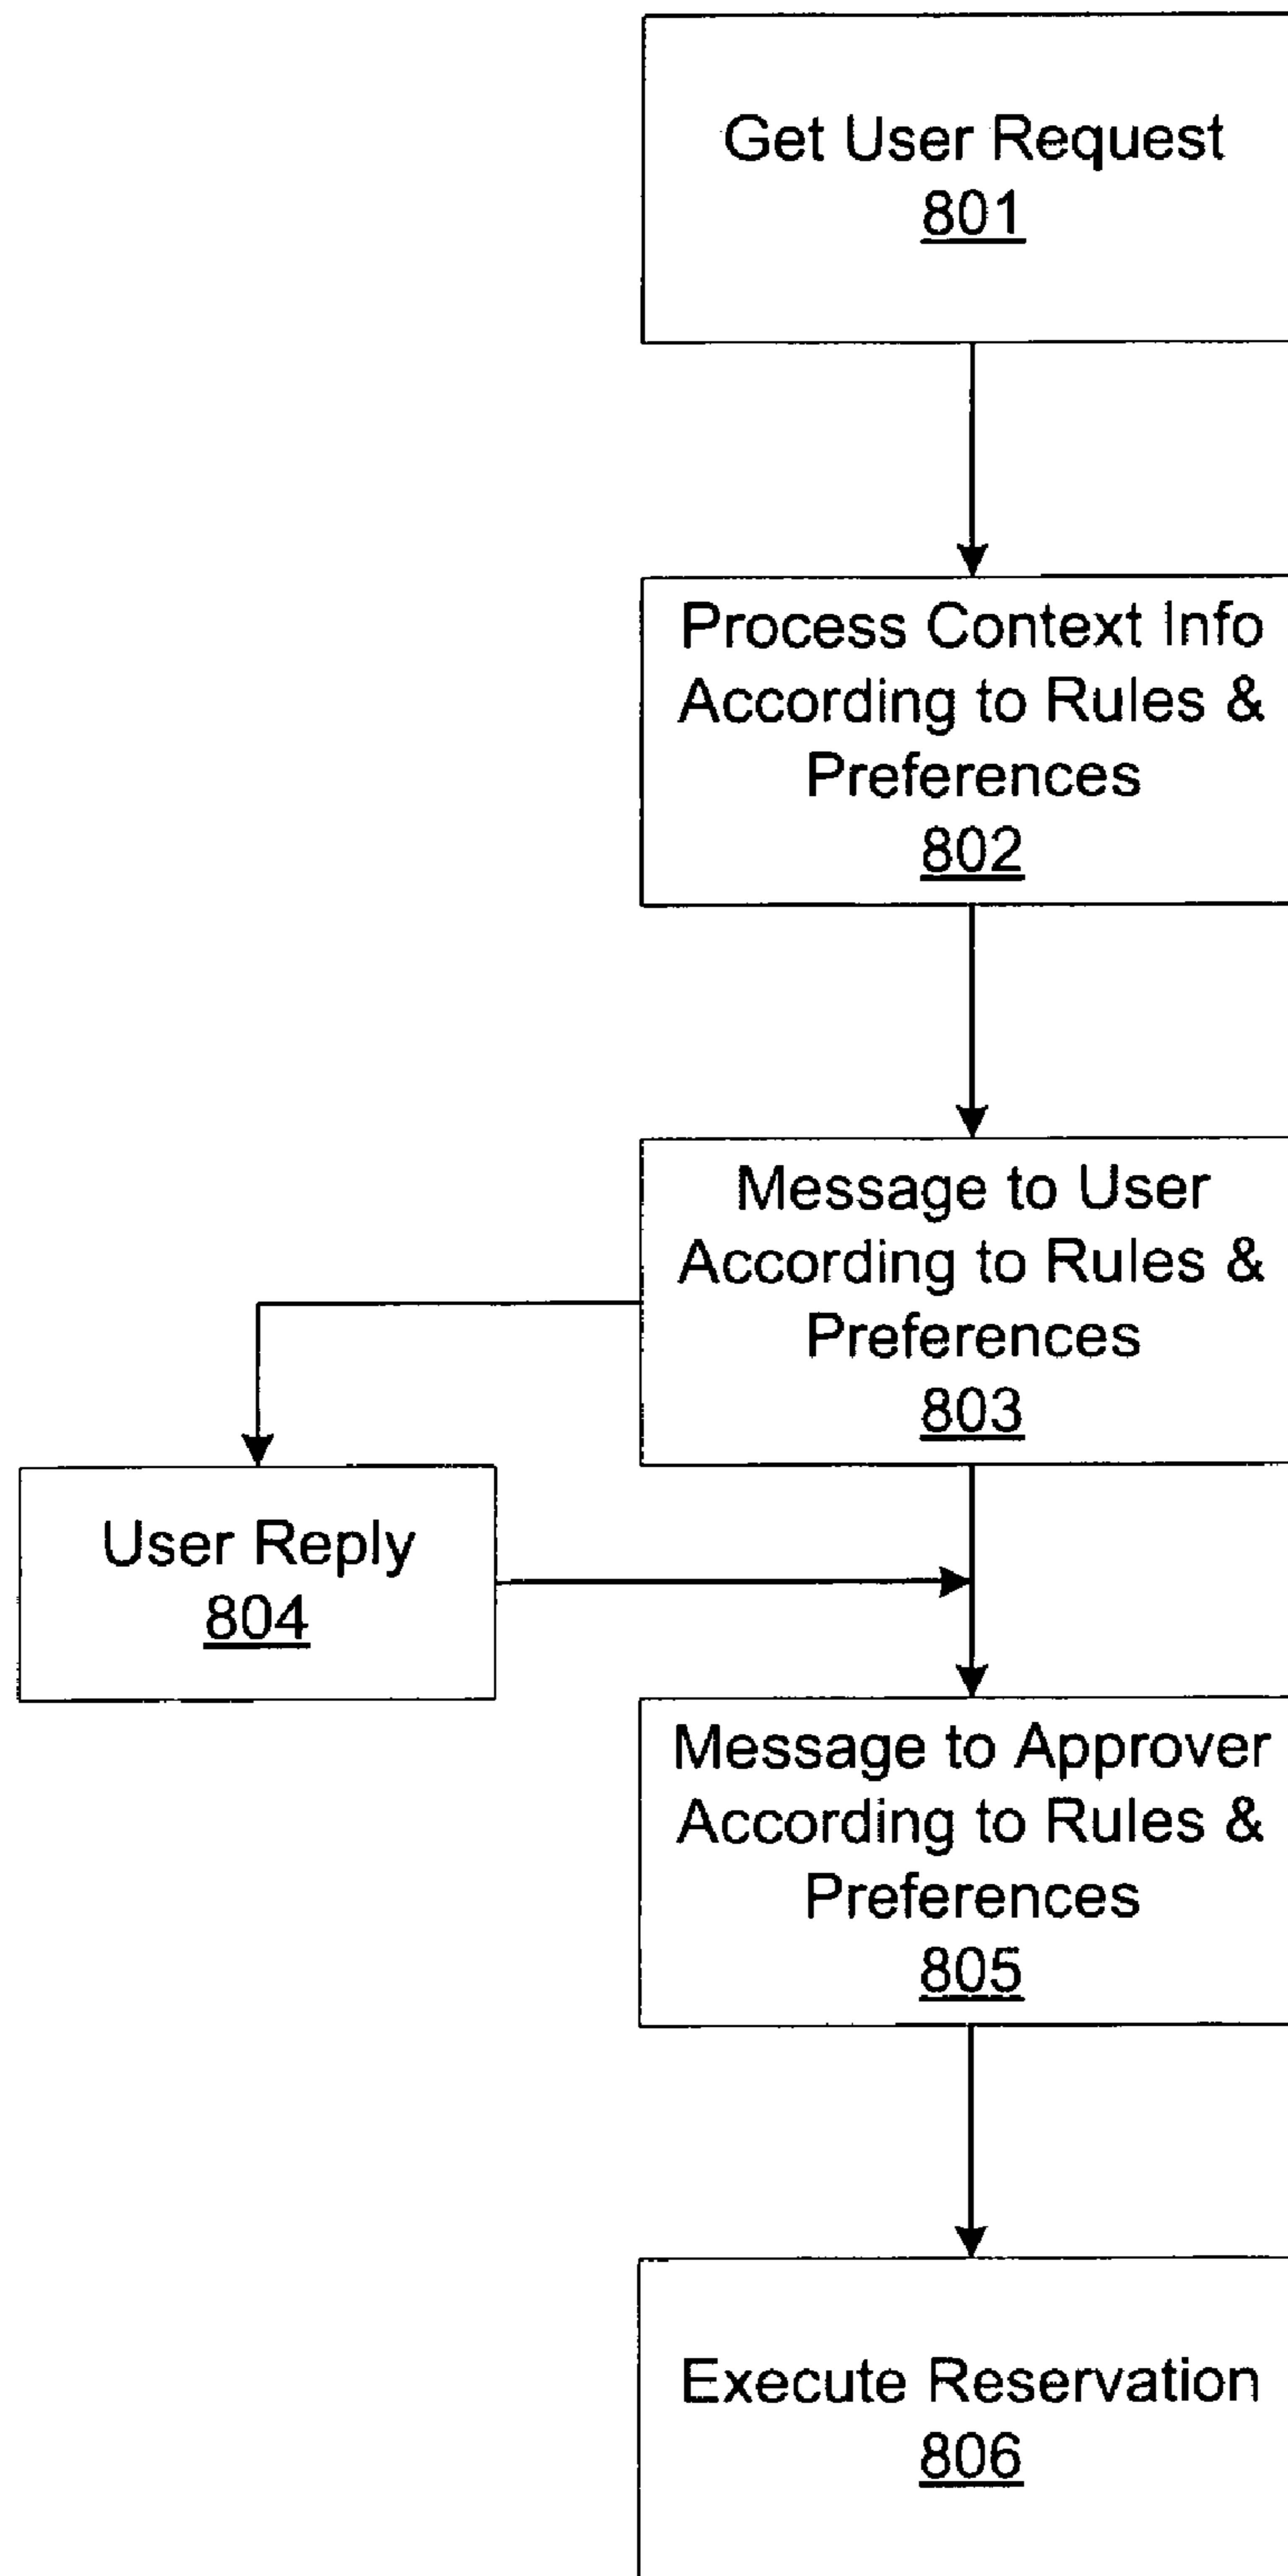 Get User Request
801
Process Context Info
According to Rules &
Preferences
802
Message to User
According to Rules &
Preferences
803
User Reply
804
Message to Approver
According to Rules &
Preferences
805
Execute Reservation
806